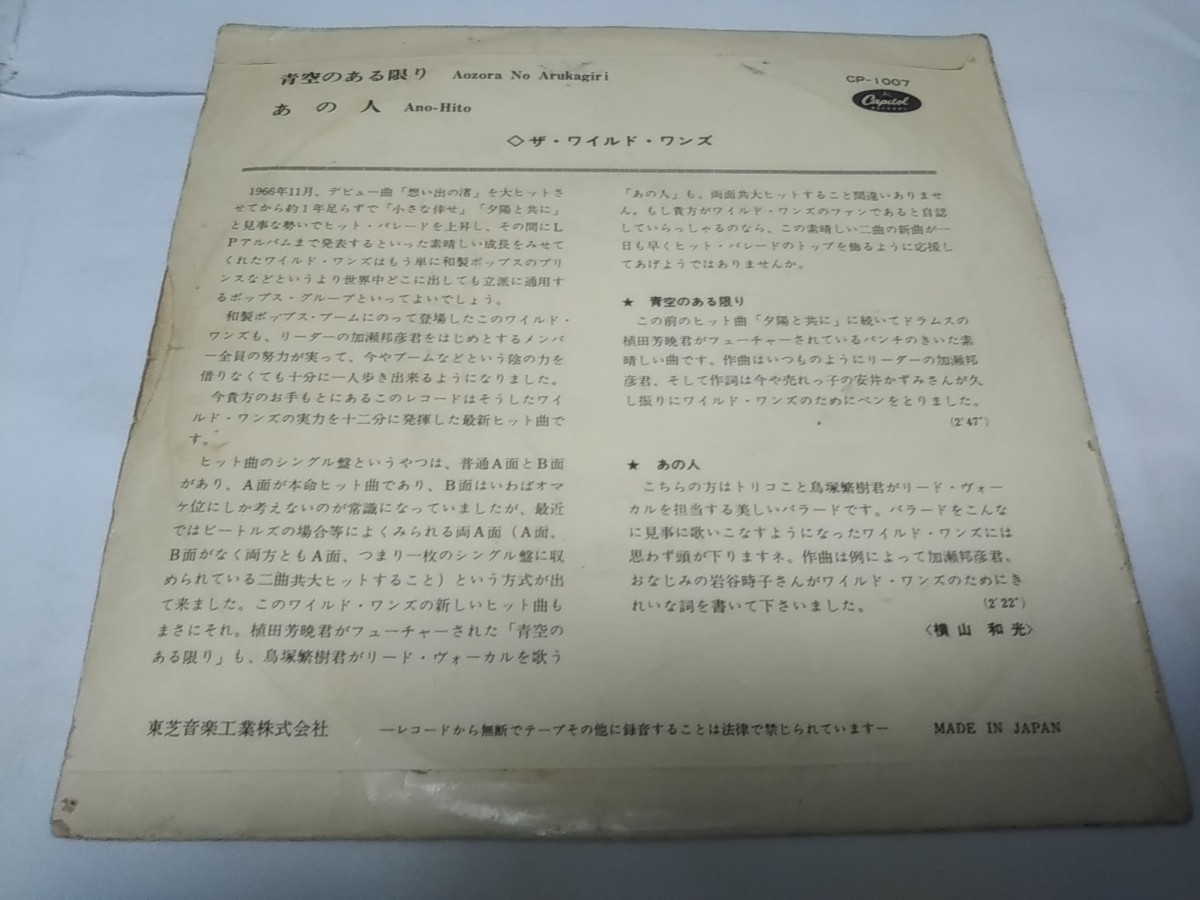 青空のある限り Aozora No Arukagiri
あの人 Ano-Hito
CP-1007
Capitol
RECORDS
◇ザ・ワイルド・ワンズ
1966年11月、デビュー曲「想い出の渚」を大ヒットさ
せてから約1年足らずで「小さな倖せ」「夕陽と共に」
と見事な勢いでヒット・パレードを上昇し、その間にL
Pアルバムまで発表するといった素晴しい成長をみせて
くれたワイルド・ワンズはもう単に和製ポップスのプリ
ンスなどというより世界中どこに出しても立派に通用す
るポップス・グループといってよいでしょう。
和製ポップス・ブームにのって登場したこのワイルド・
ワンズも、リーダーの加瀬邦彦君をはじめとするメンバ
ー全員の努力が実って、今やブームなどという陰の力を
借りなくても十分に一人歩き出来るようになりました。
今貴方のお手もとにあるこのレコードはそうしたワイ
ルド・ワンズの実力を十二分に発揮した最新ヒット曲で
す。
ヒット曲のシングル盤というやつは、普通A面とB面
があり、A面が本命ヒット曲であり、B面はいわばオマ
ケ位にしか考えないのが常識になっていましたが、最近
ではビートルズの場合等によくみられる両A面（A面、
B面がなく両方ともA面、つまり一枚のシングル盤に収
められている二曲共大ヒットすること）という方式が出
て来ました。このワイルド・ワンズの新しいヒット曲も
まさにそれ。植田芳暁君がフューチャーされた「青空の
ある限り」も、鳥塚繁樹君がリード・ヴォーカルを歌う
「あの人」も、両面共大ヒットすること間違いありませ
ん。もし貴方がワイルド・ワンズのファンであると自認
していらっしゃるのなら、この素晴しい二曲の新曲が一
日も早くヒット・パレードのトップを飾るように応援し
てあげようではありませんか。
★ 青空のある限り
この前のヒット曲「夕陽と共に」に続いてドラムスの
植田芳暁君がフューチャーされているパンチのきいた素
晴しい曲です。作曲はいつものようにリーダーの加瀬邦
彦君、そして作詞は今や売れっ子の安井かずみさんが久
し振りにワイルド・ワンズのためにペンをとりました。
(2'47")
★ あの人
こちらの方はトリコこと鳥塚繁樹君がリード・ヴォー
カルを担当する美しいバラードです。バラードをこんな
に見事に歌いこなすようになったワイルド・ワンズには
思わず頭が下りますネ。作曲は例によって加瀬邦彦君。
おなじみの岩谷時子さんがワイルド・ワンズのためにき
れいな詞を書いて下さいました。 (2'22")
〈横山 和光〉
東芝音楽工業株式会社 —レコードから無断でテープその他に録音することは法律で禁じられています— MADE IN JAPAN